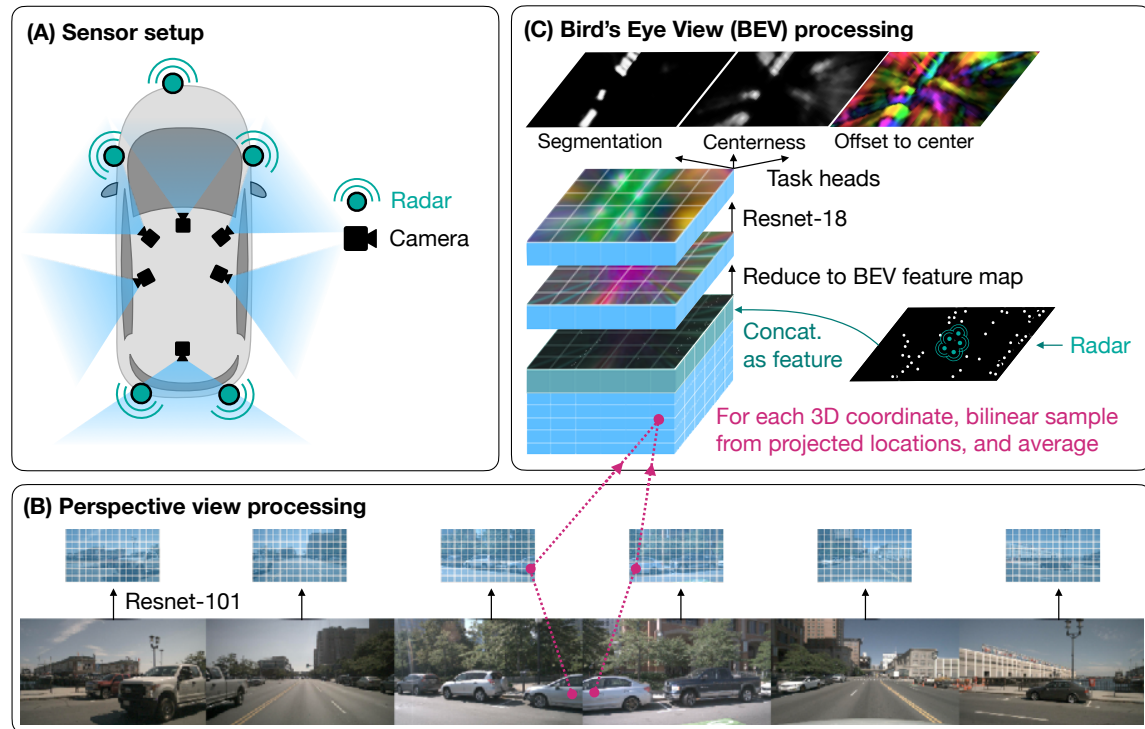 (A) Sensor setup
Radar
Camera
(C) Bird's Eye View (BEV) processing
Segmentation
Centerness
Offset to center
Task heads
Resnet-18
Reduce to BEV feature map
Concat.
as feature
Radar
For each 3D coordinate, bilinear sample
from projected locations, and average
(B) Perspective view processing
Resnet-101